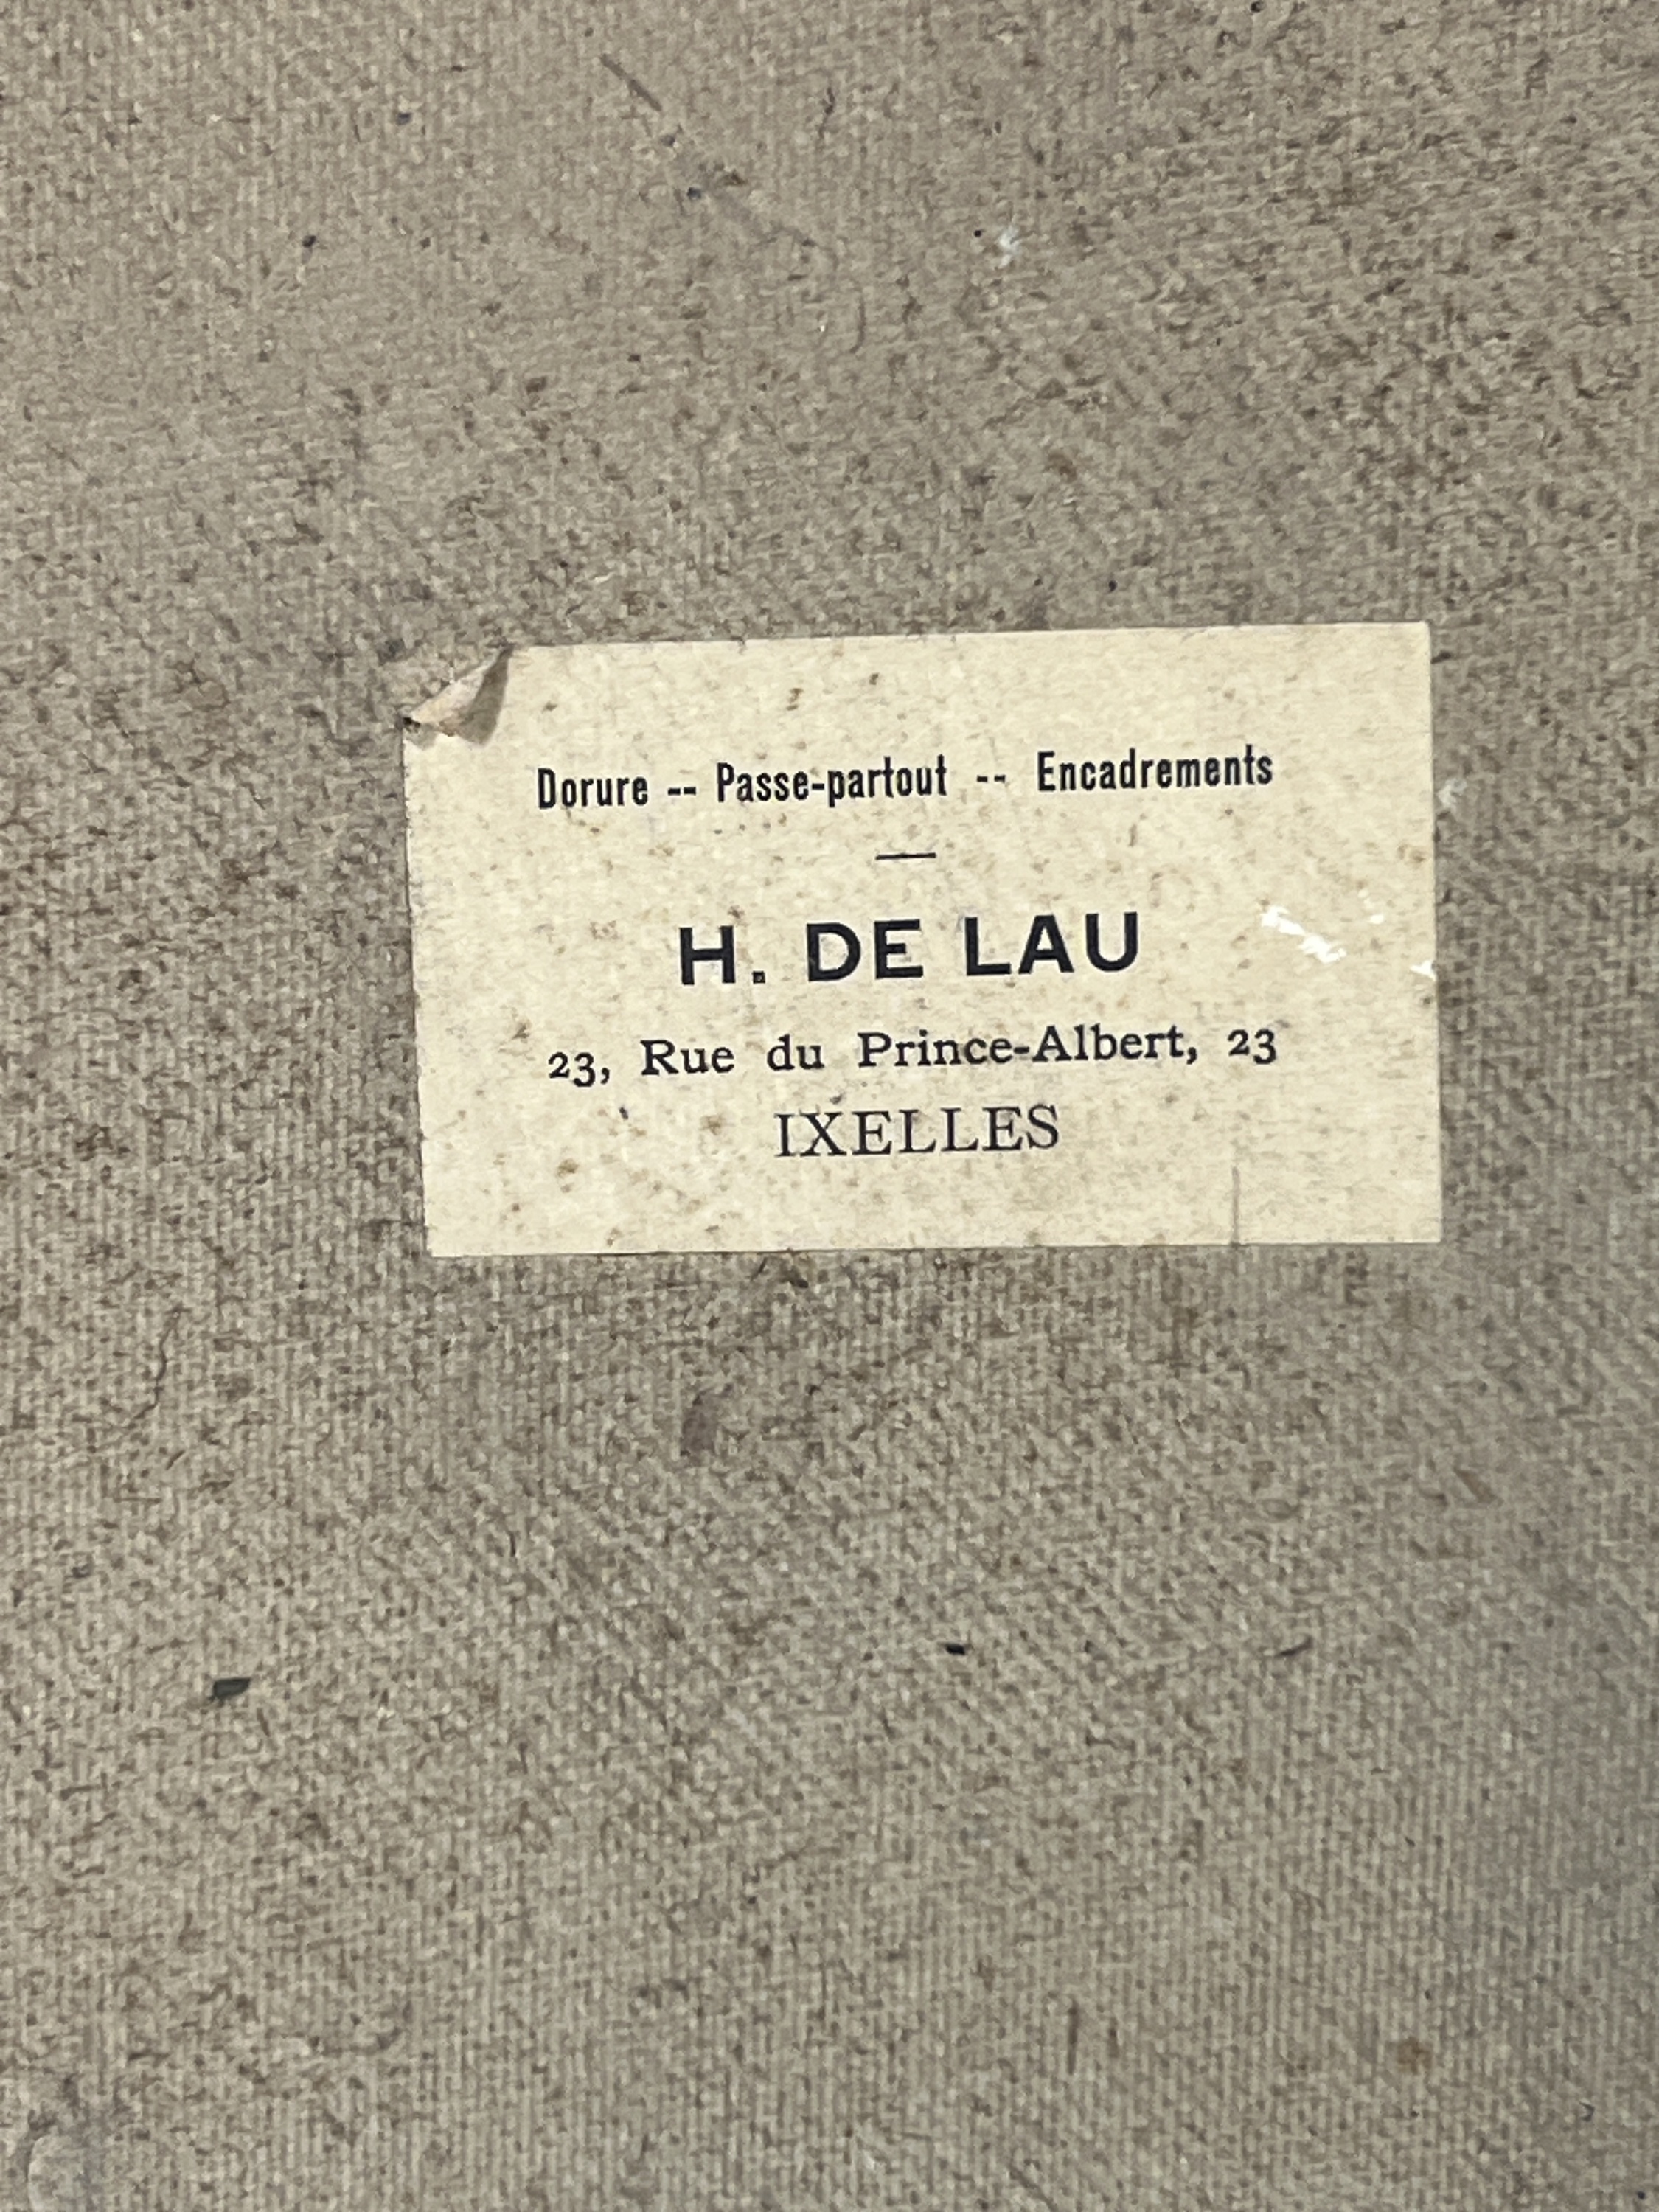 Dorure -- Passe-partout -- Encadrements
H. DE LAU
23, Rue du Prince-Albert, 23
IXELLES